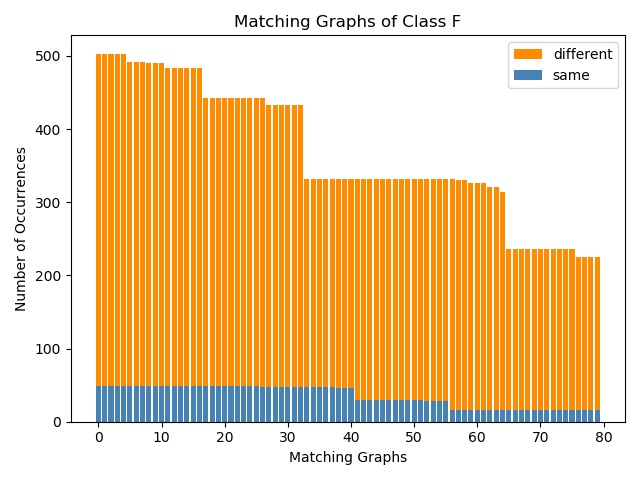 Matching Graphs of Class F
different
same
Number of Occurrences
500
400
300
200
100
0
0 10 20 30 40 50 60 70 80
Matching Graphs